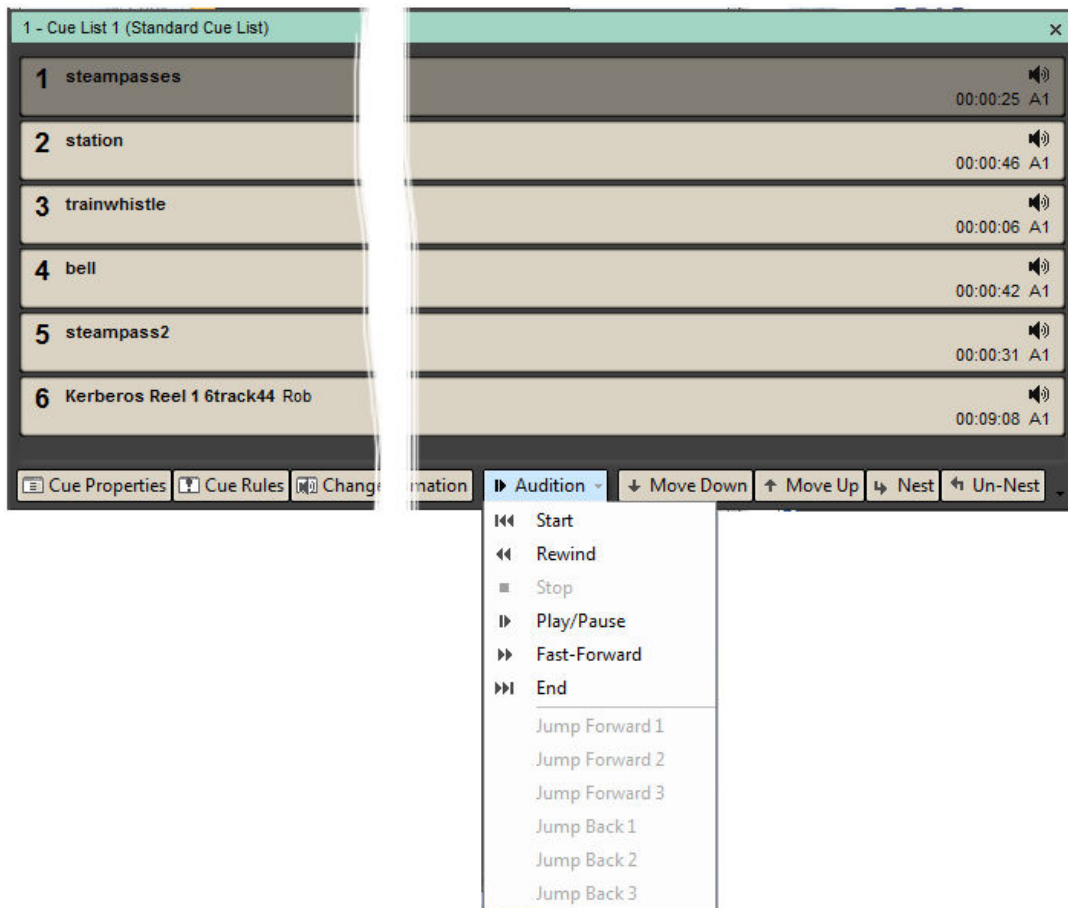 1 - Cue List 1 (Standard Cue List)
1 steampasses
00:00:25 A1
2 station
00:00:46 A1
3 trainwhistle
00:00:06 A1
4 bell
00:00:42 A1
5 steampass2
00:00:31 A1
6 Kerberos Reel 1 6track44 Rob
00:09:08 A1
Cue Properties Cue Rules Change mation Audition Move Down Move Up Nest Un-Nest
Start
Rewind
Stop
Play/Pause
Fast-Forward
End
Jump Forward 1
Jump Forward 2
Jump Forward 3
Jump Back 1
Jump Back 2
Jump Back 3